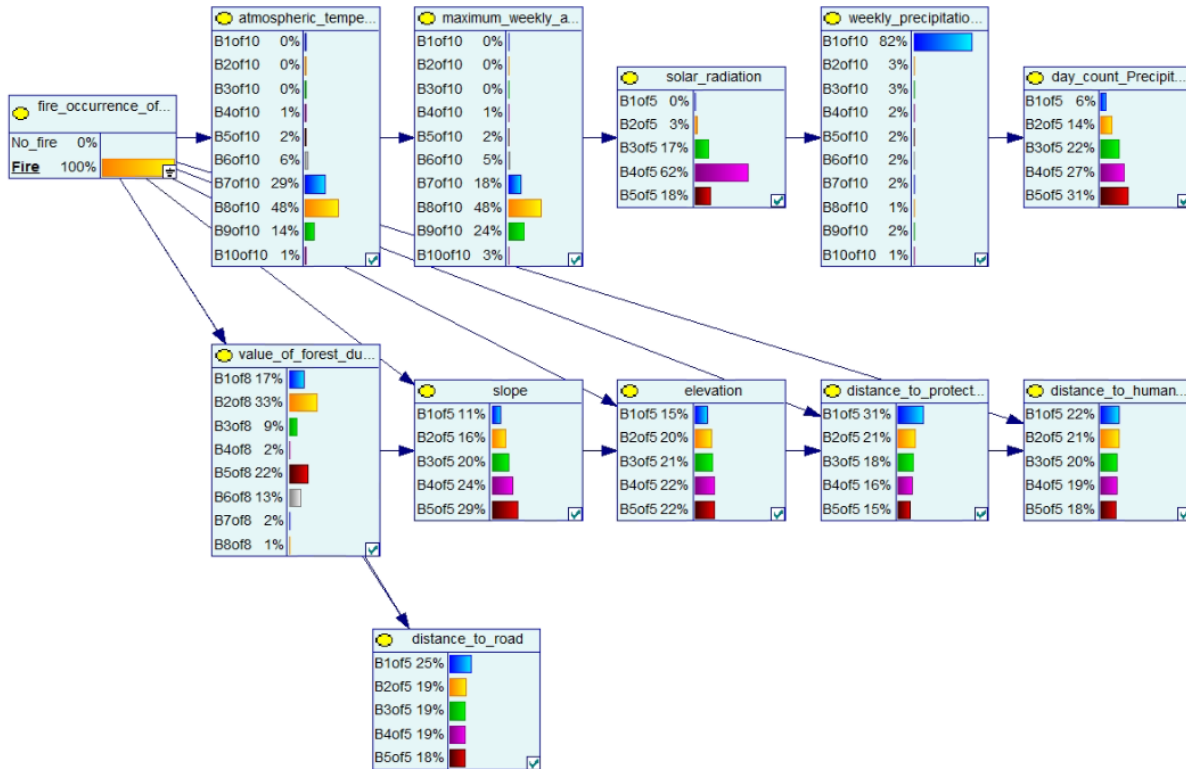 fire_occurrence_of...
No_fire 0%
Fire 100%
atmospheric_tempe...
B1of10 0%
B2of10 0%
B3of10 0%
B4of10 1%
B5of10 2%
B6of10 6%
B7of10 29%
B8of10 48%
B9of10 14%
B10of10 1%
maximum_weekly_a...
B1of10 0%
B2of10 0%
B3of10 0%
B4of10 1%
B5of10 2%
B6of10 5%
B7of10 18%
B8of10 48%
B9of10 24%
B10of10 3%
solar_radiation
B1of5 0%
B2of5 3%
B3of5 17%
B4of5 62%
B5of5 18%
weekly_precipitatio...
B1of10 82%
B2of10 3%
B3of10 3%
B4of10 2%
B5of10 2%
B6of10 2%
B7of10 2%
B8of10 1%
B9of10 2%
B10of10 1%
day_count_Precipit...
B1of5 6%
B2of5 14%
B3of5 22%
B4of5 27%
B5of5 31%
value_of_forest_du...
B1of8 17%
B2of8 33%
B3of8 9%
B4of8 2%
B5of8 22%
B6of8 13%
B7of8 2%
B8of8 1%
slope
B1of5 11%
B2of5 16%
B3of5 20%
B4of5 24%
B5of5 29%
elevation
B1of5 15%
B2of5 20%
B3of5 21%
B4of5 22%
B5of5 22%
distance_to_protect...
B1of5 31%
B2of5 21%
B3of5 18%
B4of5 16%
B5of5 15%
distance_to_human...
B1of5 22%
B2of5 21%
B3of5 20%
B4of5 19%
B5of5 18%
distance_to_road
B1of5 25%
B2of5 19%
B3of5 19%
B4of5 19%
B5of5 18%